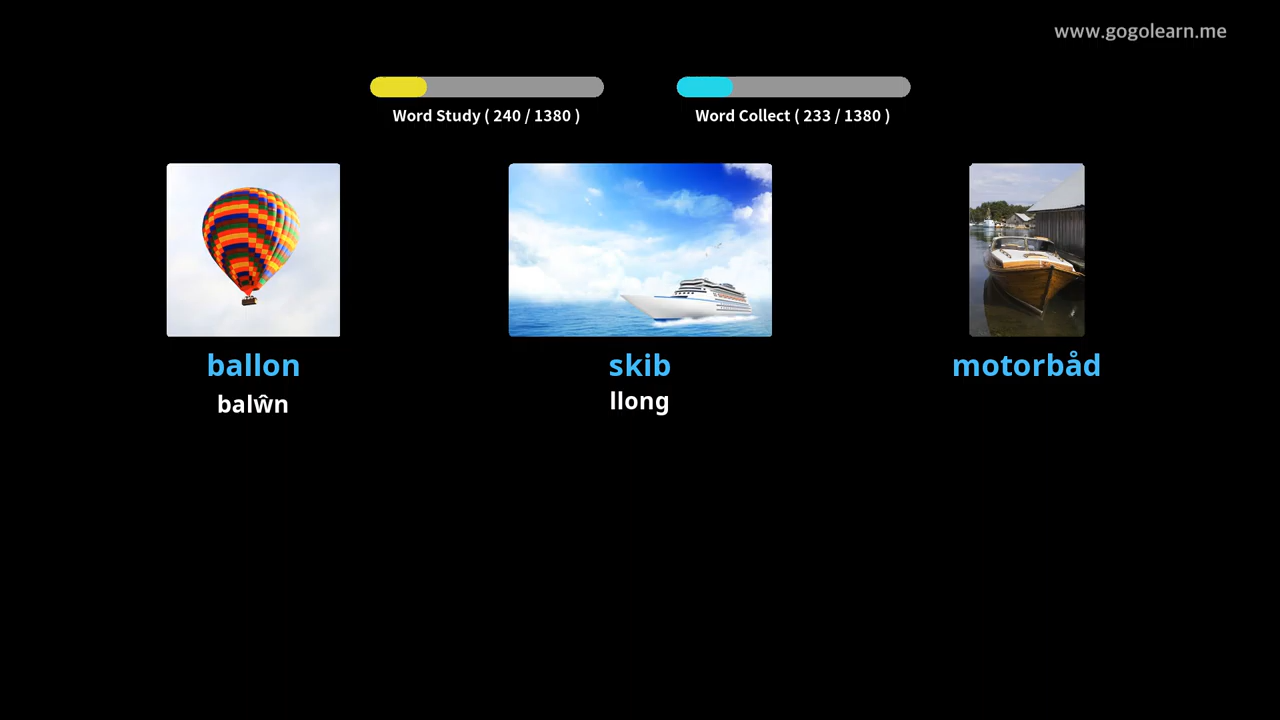 www.gogolearn.me
Word Study ( 240 / 1380 )
Word Collect ( 233 / 1380 )
ballon
skib
motorbåd
balŵn
llong